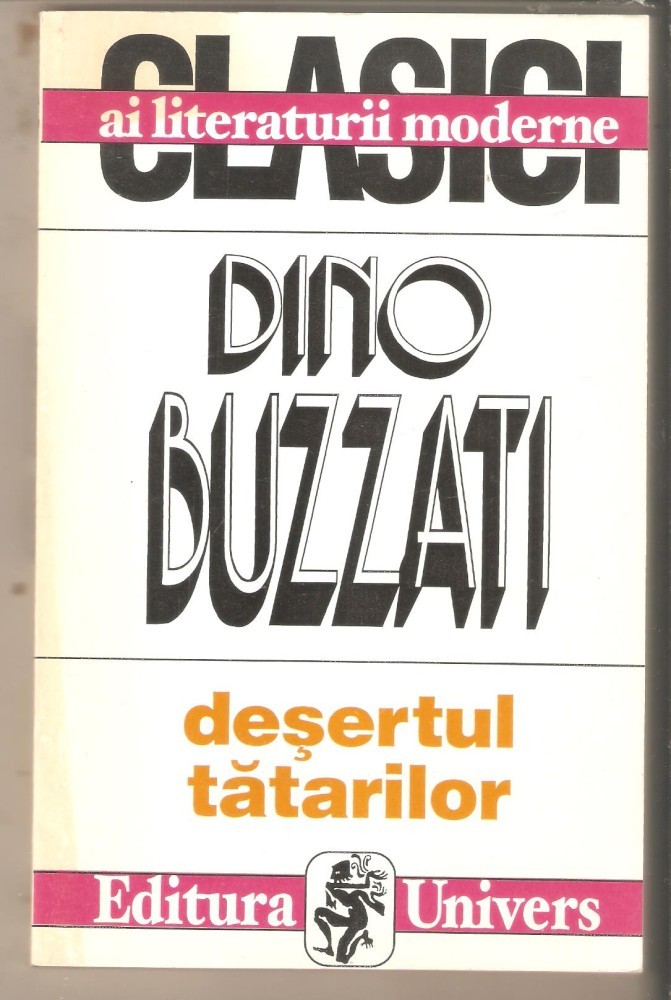 CLASICI
ai literaturii moderne
DINO
BUZZATI
deşertul
tătarilor
Editura Univers